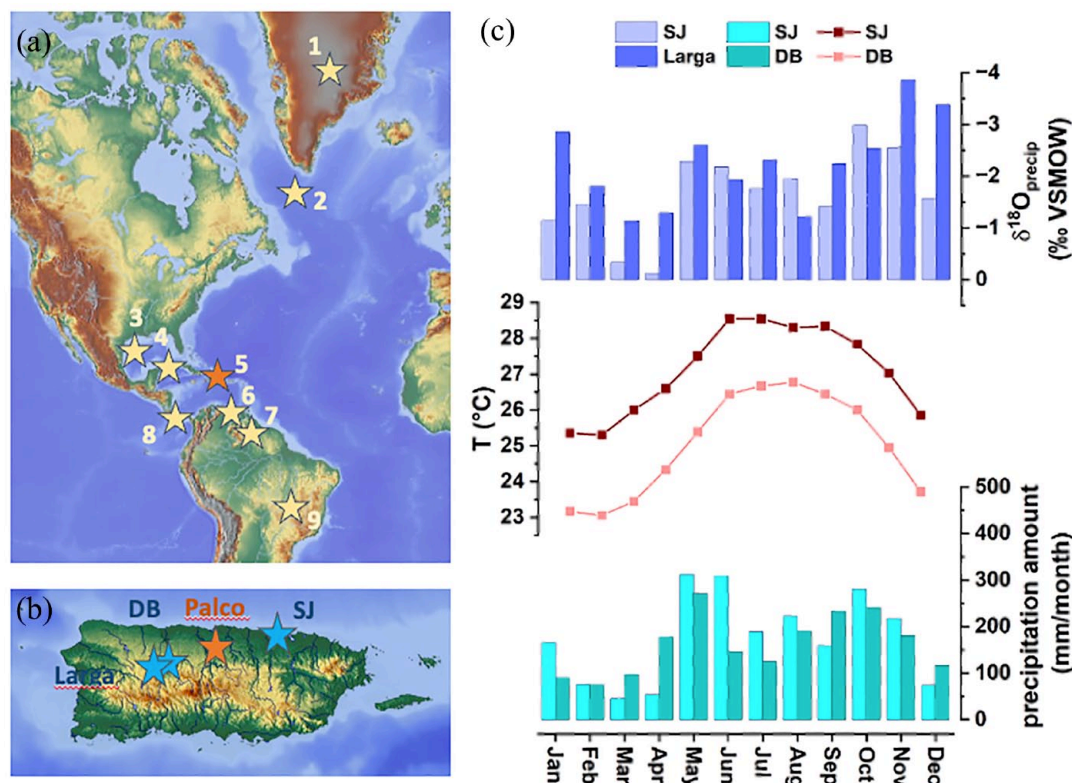 (a)
1
2
3
4
5
6
7
8
9
(b)
DB Palco SJ
Larga
(c)
SJ SJ SJ
Larga DB DB
−4
−3
−2
−1
0
δ18Oprecip
(‰ VSMOW)
29
28
27
26
25
24
23
T (°C)
500
400
300
200
100
0
precipitation amount
(mm/month)
Jan
Feb
Mar
Apr
May
Jun
Jul
Aug
Sep
Oct
Nov
Dec